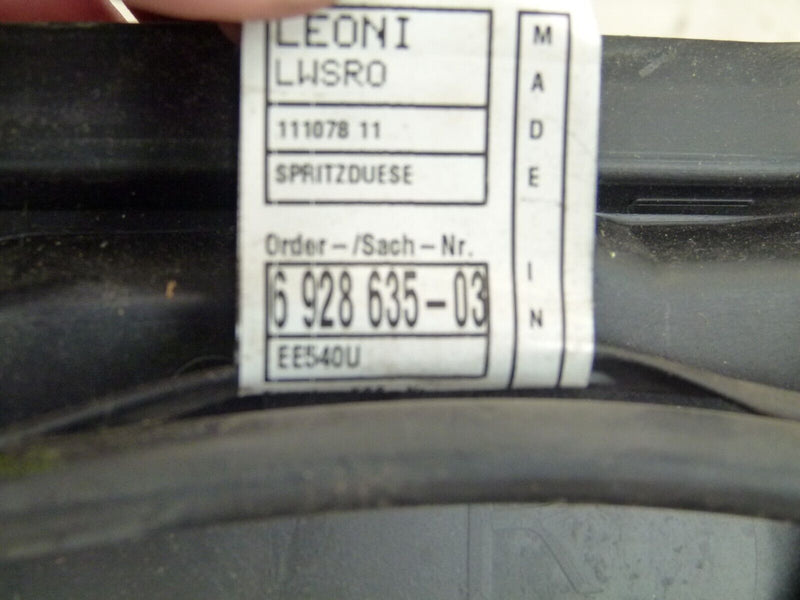 LEONI
LWSRO
111078 11
SPRITZDUESE
Order-/Sach-Nr.
6 928 635-03
EE540U
MADE IN